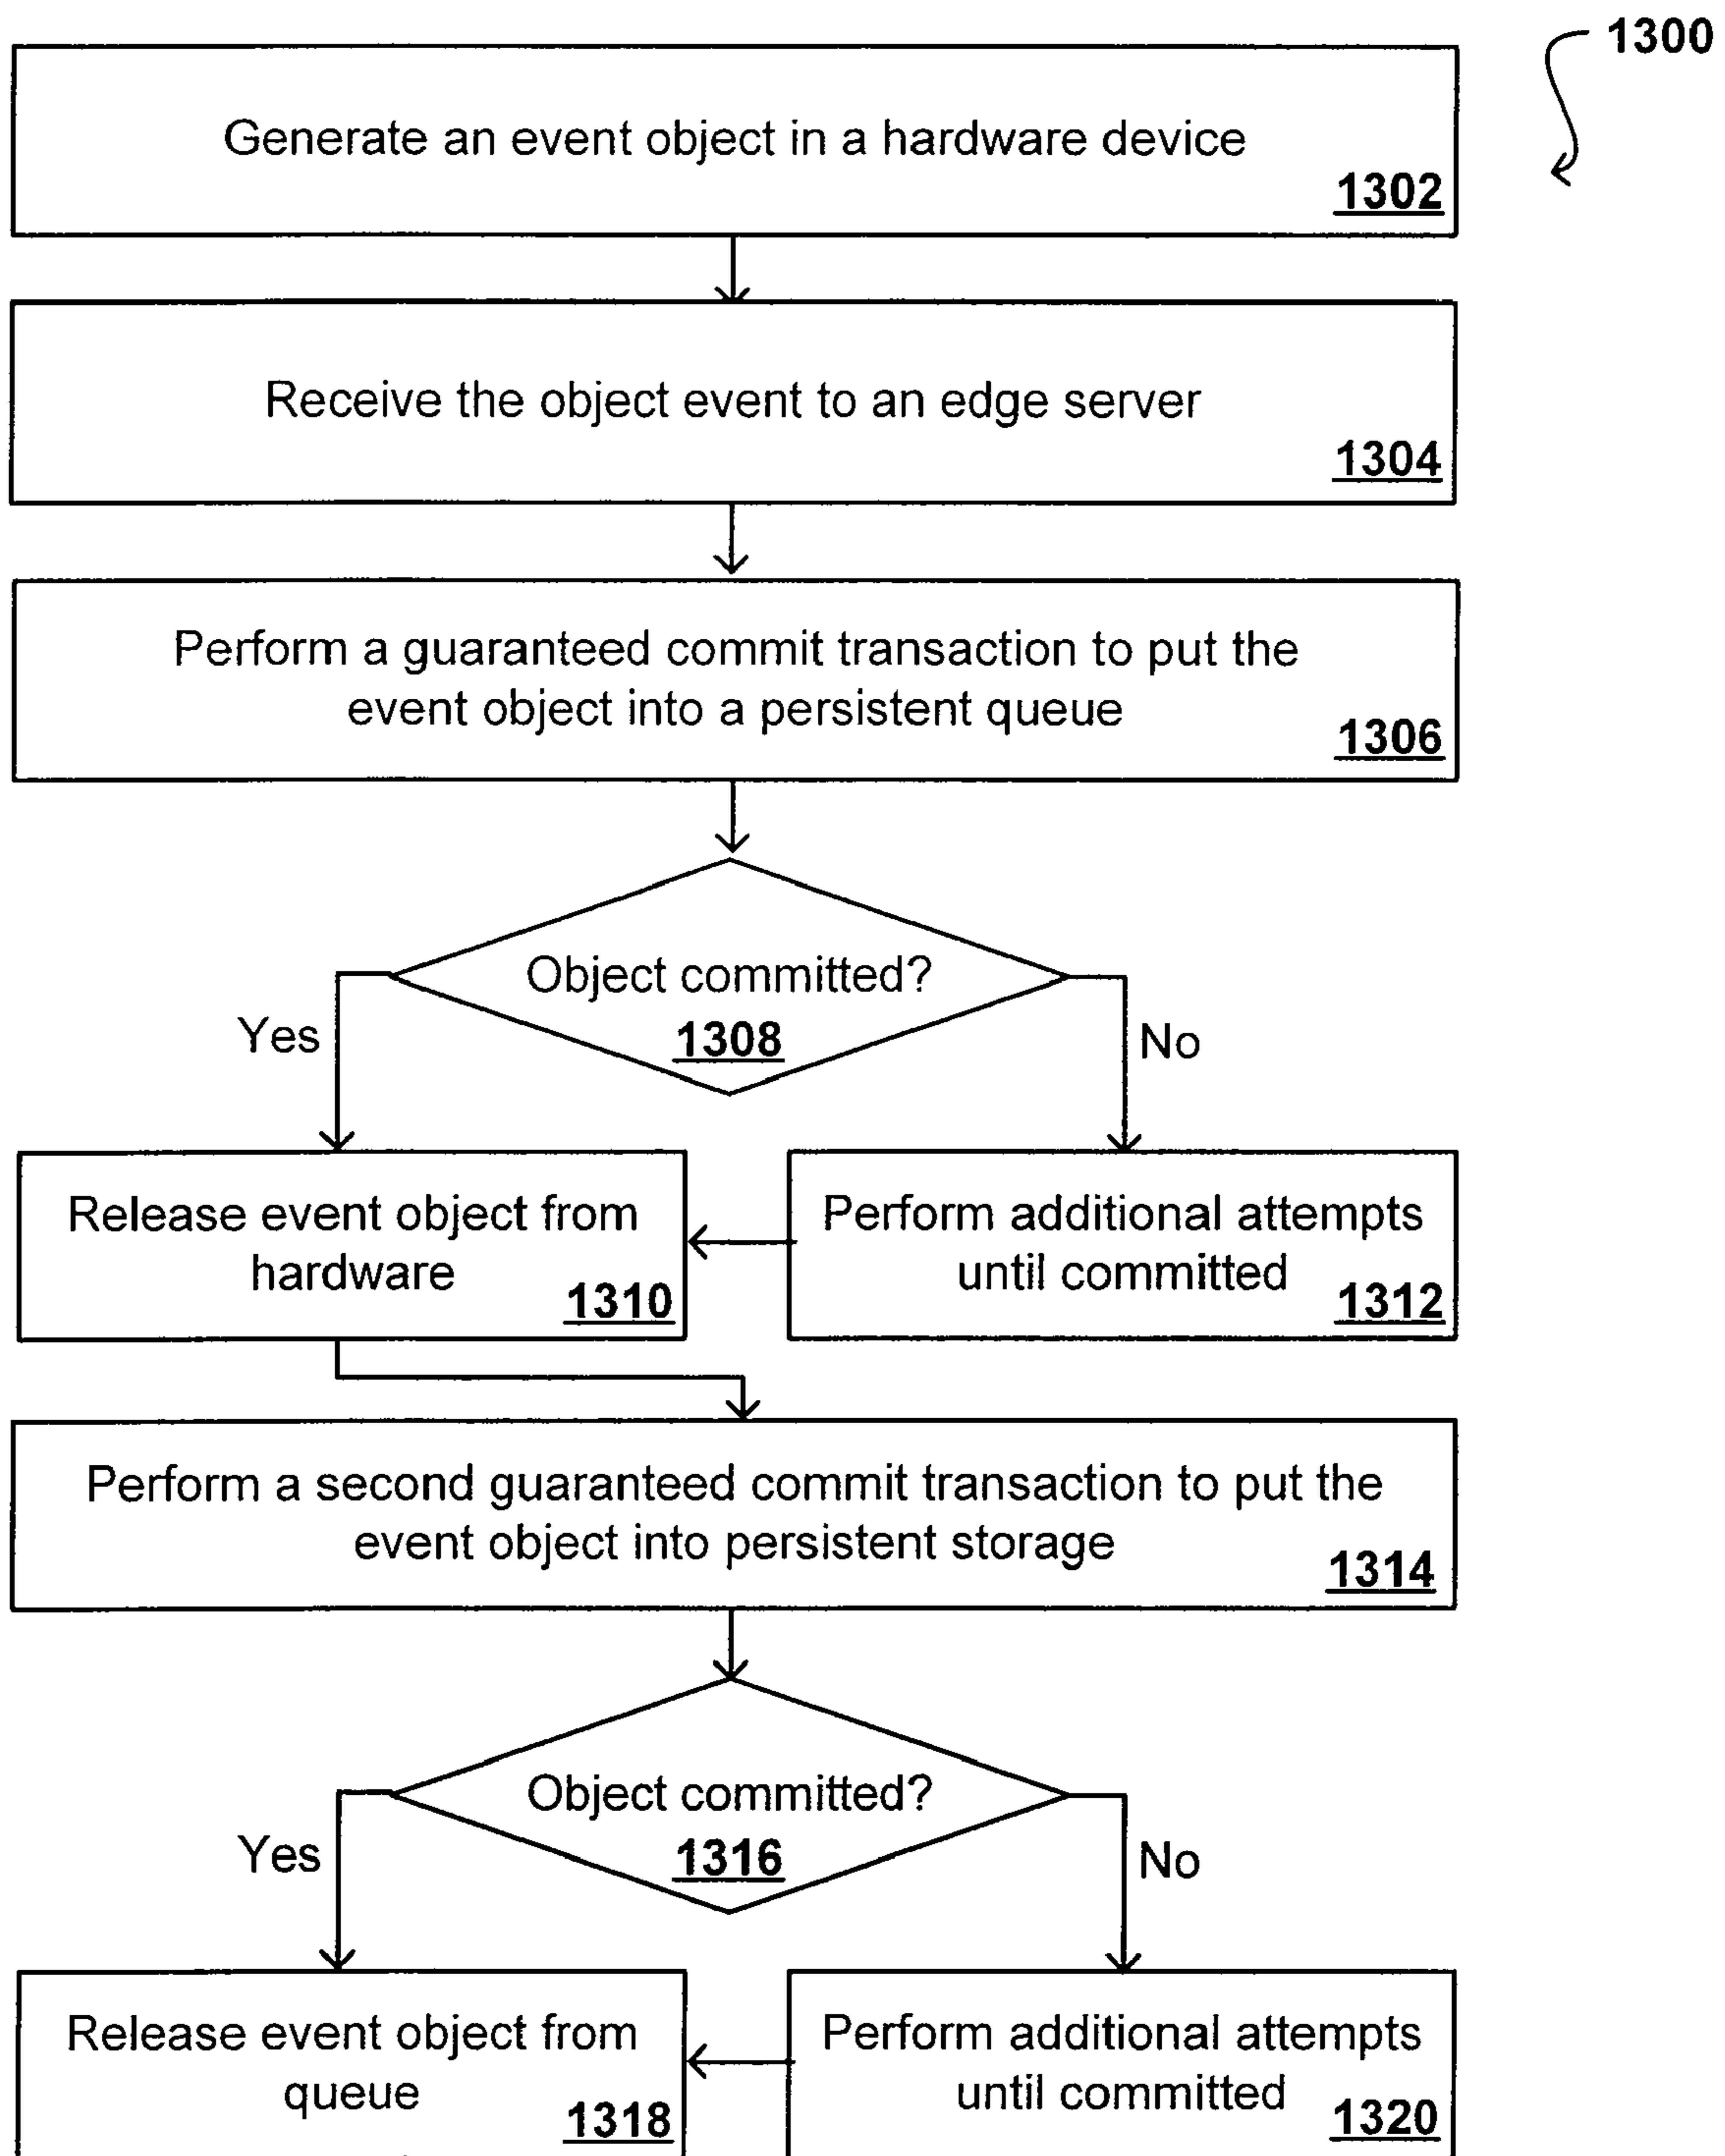 1300
Generate an event object in a hardware device
1302
Receive the object event to an edge server
1304
Perform a guaranteed commit transaction to put the
event object into a persistent queue
1306
Object committed?
1308
Yes
No
Release event object from
hardware
1310
Perform additional attempts
until committed
1312
Perform a second guaranteed commit transaction to put the
event object into persistent storage
1314
Object committed?
1316
Yes
No
Release event object from
queue
1318
Perform additional attempts
until committed
1320